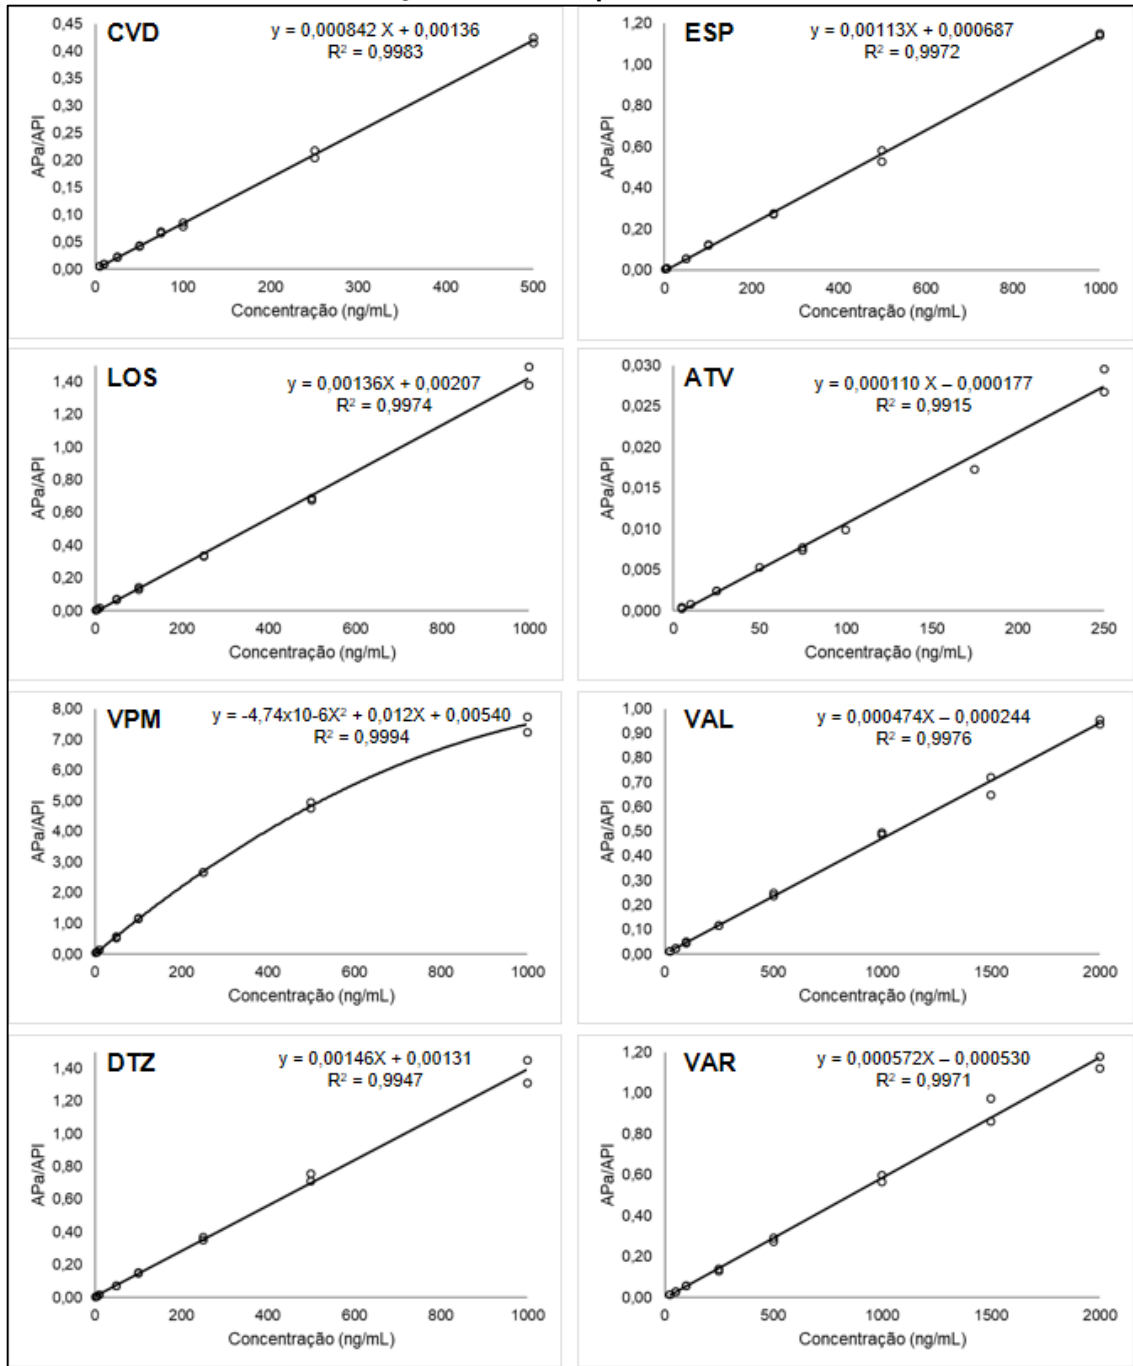 CVD
y = 0,000842 X + 0,00136
R² = 0,9983
APa/API
0,45
0,40
0,35
0,30
0,25
0,20
0,15
0,10
0,05
0,00
0 100 200 300 400 500
Concentração (ng/mL)
ESP
y = 0,00113X + 0,000687
R² = 0,9972
APa/API
1,20
1,00
0,80
0,60
0,40
0,20
0,00
0 200 400 600 800 1000
Concentração (ng/mL)
LOS
y = 0,00136X + 0,00207
R² = 0,9974
APa/API
1,40
1,20
1,00
0,80
0,60
0,40
0,20
0,00
0 200 400 600 800 1000
Concentração (ng/mL)
ATV
y = 0,000110 X – 0,000177
R² = 0,9915
APa/API
0,030
0,025
0,020
0,015
0,010
0,005
0,000
0 50 100 150 200 250
Concentração (ng/mL)
VPM
y = -4,74x10-6X² + 0,012X + 0,00540
R² = 0,9994
APa/API
8,00
7,00
6,00
5,00
4,00
3,00
2,00
1,00
0,00
0 200 400 600 800 1000
Concentração (ng/mL)
VAL
y = 0,000474X – 0,000244
R² = 0,9976
APa/API
1,00
0,90
0,80
0,70
0,60
0,50
0,40
0,30
0,20
0,10
0,00
0 500 1000 1500 2000
Concentração (ng/mL)
DTZ
y = 0,00146X + 0,00131
R² = 0,9947
APa/API
1,40
1,20
1,00
0,80
0,60
0,40
0,20
0,00
0 200 400 600 800 1000
Concentração (ng/mL)
VAR
y = 0,000572X – 0,000530
R² = 0,9971
APa/API
1,20
1,00
0,80
0,60
0,40
0,20
0,00
0 500 1000 1500 2000
Concentração (ng/mL)